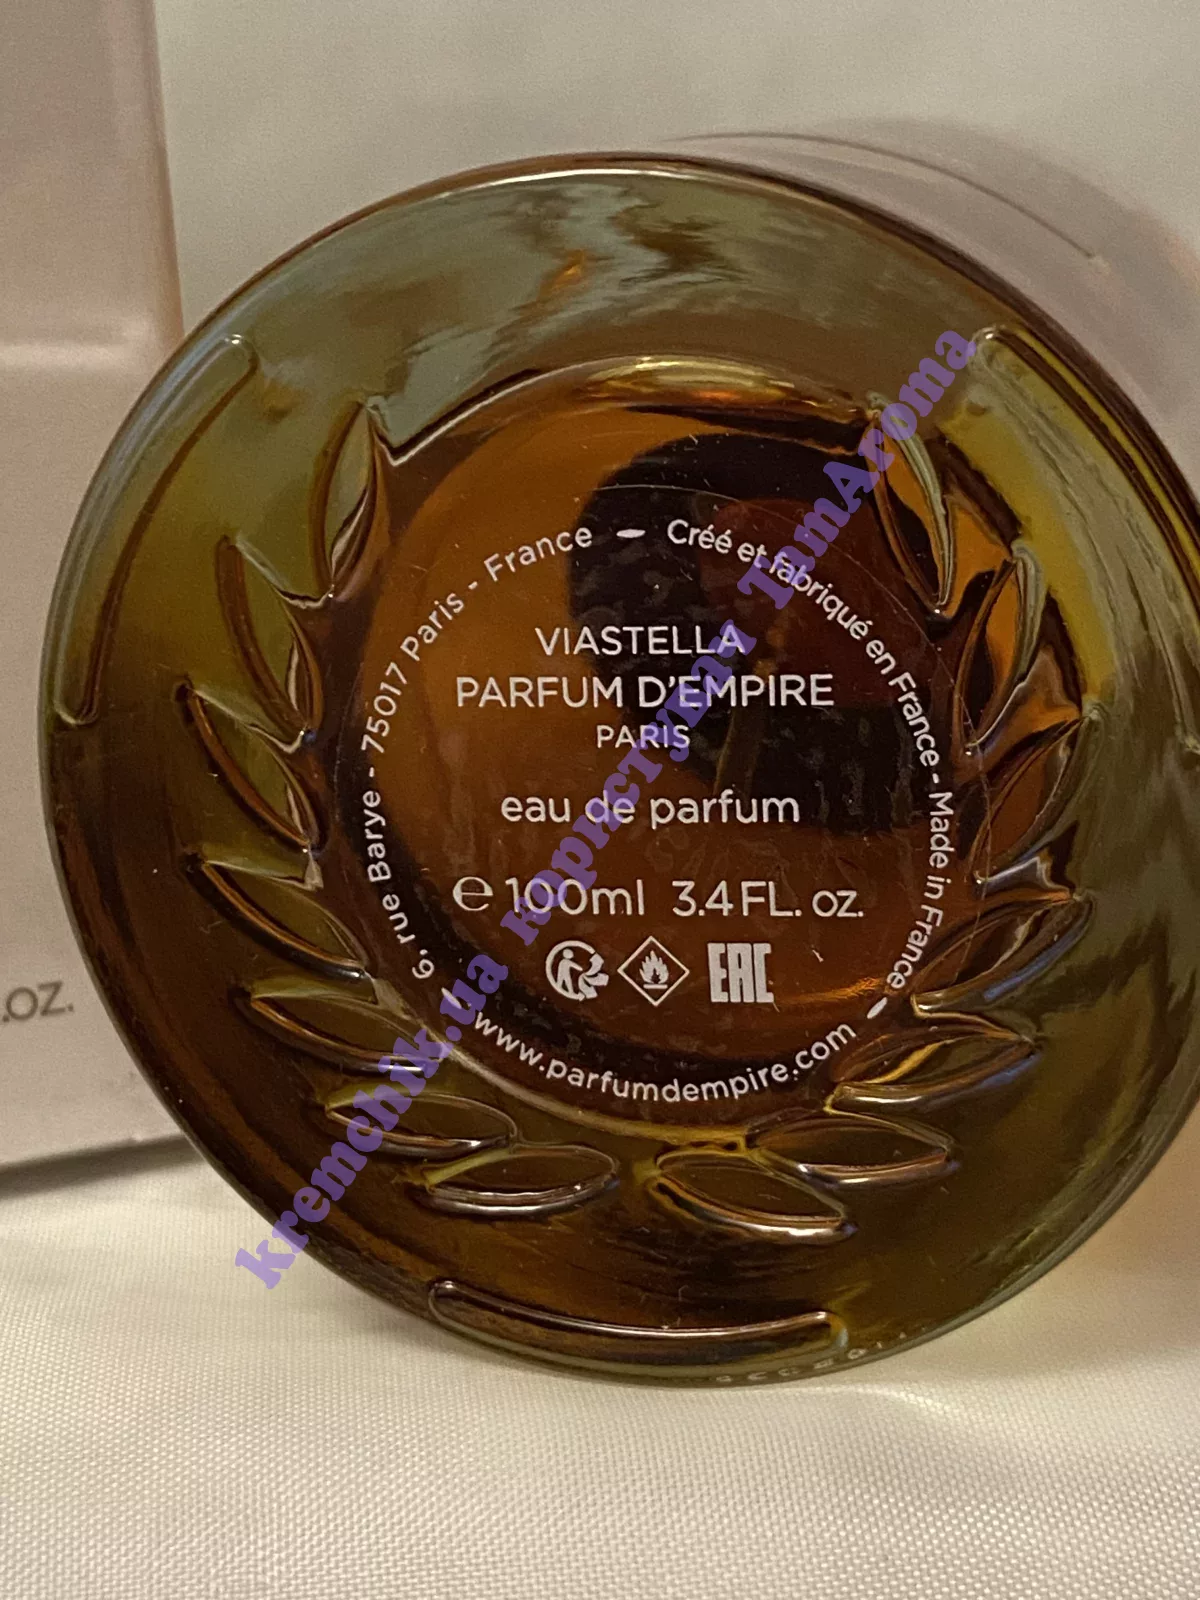 VIASTELLA
PARFUM D'EMPIRE
PARIS
eau de parfum
℮ 100ml 3.4FL. oz.
EAC
6, rue Barye - 75017 Paris - France – Créé et fabriqué en France - Made in France –
www.parfumdempire.com
.OZ.
kremchik.ua користувач TamAroma